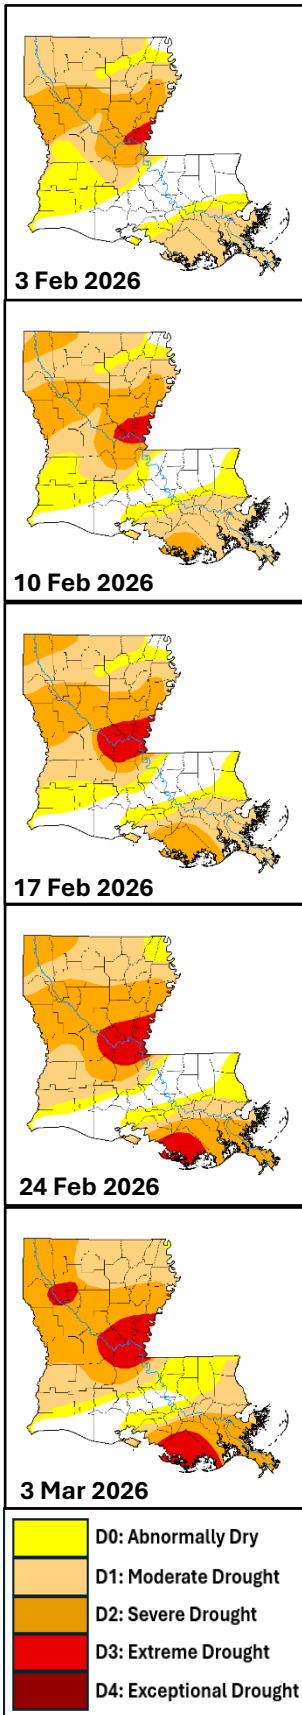 3 Feb 2026
10 Feb 2026
17 Feb 2026
24 Feb 2026
3 Mar 2026
D0: Abnormally Dry
D1: Moderate Drought
D2: Severe Drought
D3: Extreme Drought
D4: Exceptional Drought